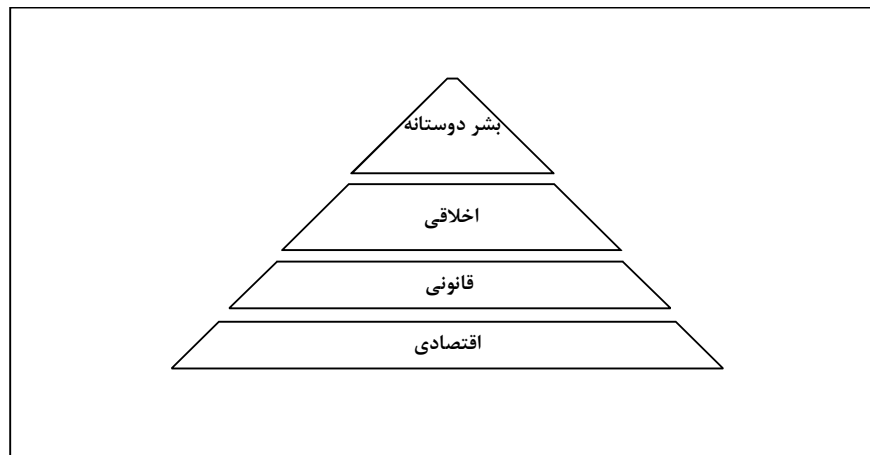 بشر دوستانه
اخلاقی
قانونی
اقتصادی